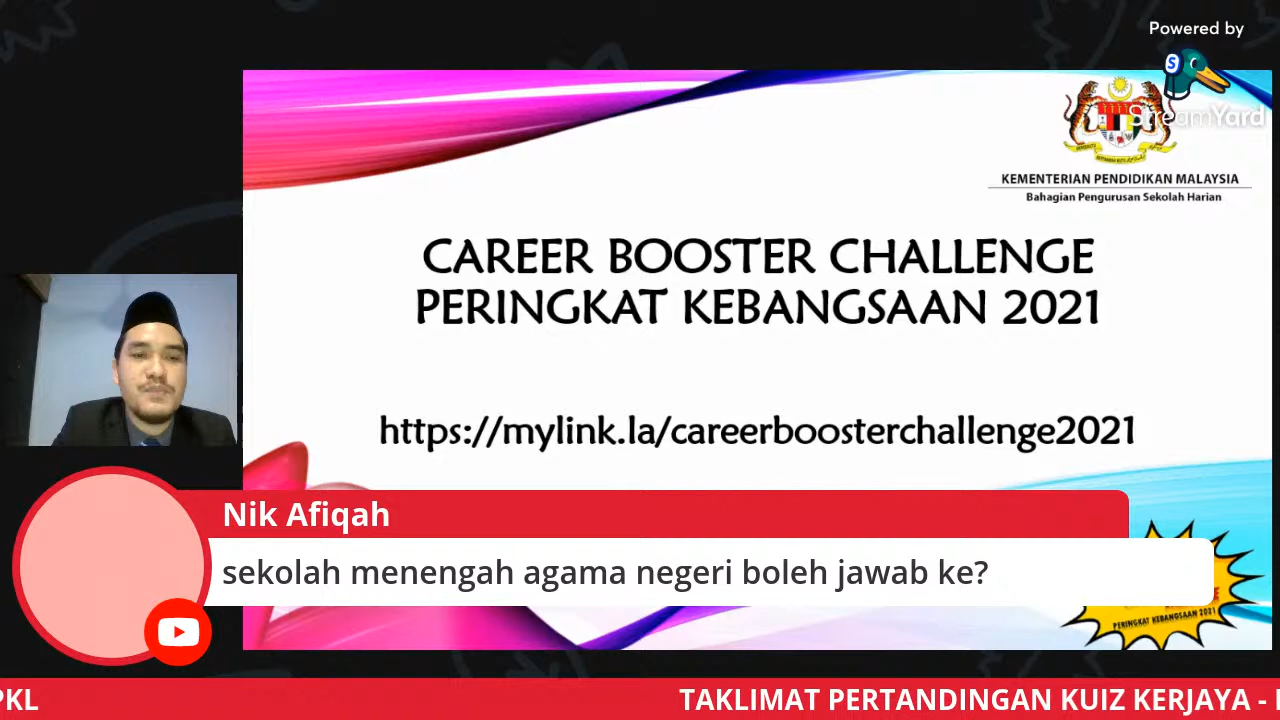 Powered by
StreamYard
KEMENTERIAN PENDIDIKAN MALAYSIA
Bahagian Pengurusan Sekolah Harian
CAREER BOOSTER CHALLENGE
PERINGKAT KEBANGSAAN 2021
https://mylink.la/careerboosterchallenge2021
Nik Afiqah
sekolah menengah agama negeri boleh jawab ke?
PERINGKAT KEBANGSAAN 2021
PKL
TAKLIMAT PERTANDINGAN KUIZ KERJAYA -